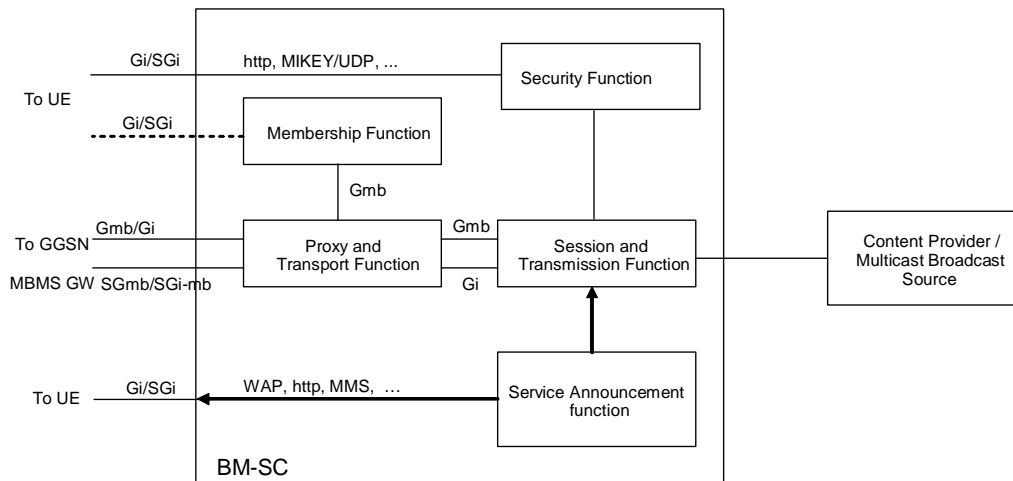 Gi/SGi
http, MIKEY/UDP, ...
Security Function
To UE
Gi/SGi
Membership Function
Gmb
Gmb/Gi
Gmb
To GGSN
Proxy and
Transport Function
Session and
Transmission Function
Content Provider /
Multicast Broadcast
Source
MBMS GW
SGmb/SGi-mb
Gi
Gi/SGi
WAP, http, MMS, ...
To UE
Service Announcement
function
BM-SC